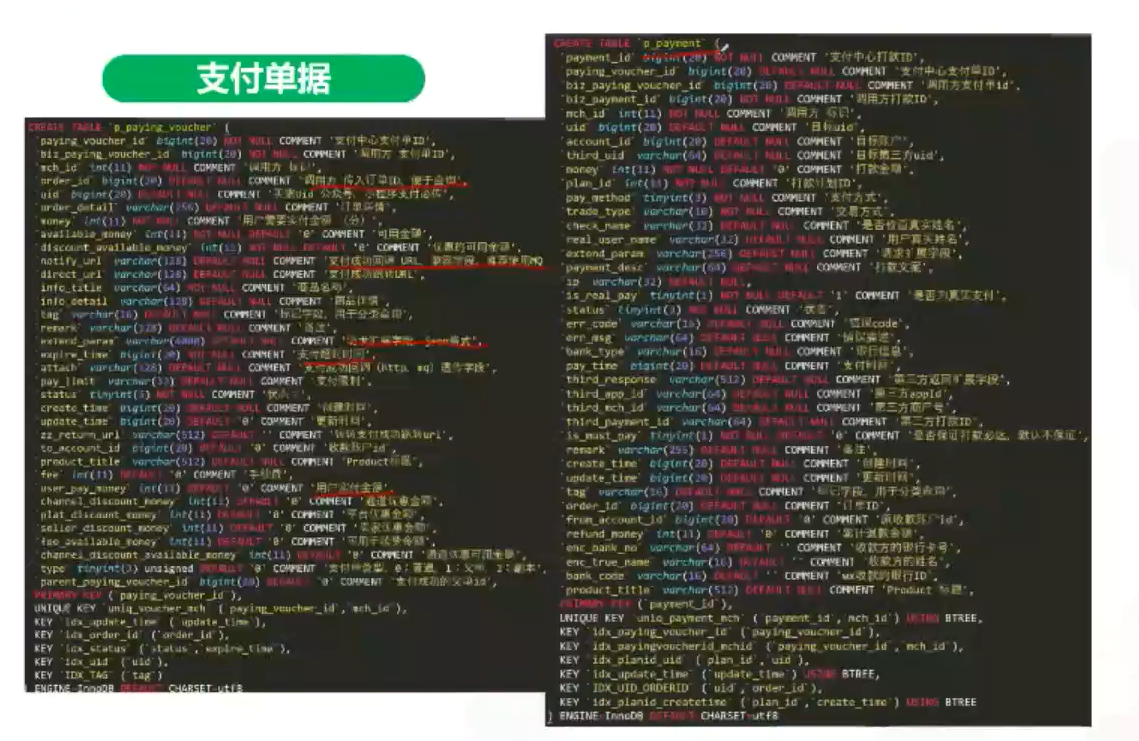 支付单据
CREATE TABLE `p_paying_voucher` (
`paying_voucher_id` bigint(20) NOT NULL COMMENT '支付中心支付单ID',
`biz_paying_voucher_id` bigint(20) NOT NULL COMMENT '调用方 支付单ID',
`mch_id` int(11) NOT NULL COMMENT '调用方 标识',
`order_id` bigint(20) DEFAULT NULL COMMENT '调用方 传入订单ID、便于查询',
`uid` bigint(20) DEFAULT NULL COMMENT '买家Uid 公众号、小程序支付必传',
`order_detail` varchar(256) DEFAULT NULL COMMENT '订单详情',
`money` int(11) NOT NULL COMMENT '用户需要实付金额 (分)',
`available_money` int(11) NOT NULL DEFAULT '0' COMMENT '可用金额',
`discount_available_money` int(11) NOT NULL DEFAULT '0' COMMENT '优惠的可用金额',
`notify_url` varchar(128) DEFAULT NULL COMMENT '支付成功回调 URL, 兼容字段, 推荐使用MQ
`direct_url` varchar(128) DEFAULT NULL COMMENT '支付成功跳转URL',
`info_title` varchar(64) NOT NULL COMMENT '商品名称',
`info_detail` varchar(128) DEFAULT NULL COMMENT '商品详情',
`tag` varchar(16) DEFAULT NULL COMMENT '标记字段, 用于分类查询',
`remark` varchar(128) DEFAULT NULL COMMENT '备注',
`extend_param` varchar(4000) DEFAULT NULL COMMENT 扩展字段 json格式',
`expire_time` bigint(20) NOT NULL COMMENT '支付超时时间',
`attach` varchar(128) DEFAULT NULL COMMENT '支付成功回调 (http, mq) 透传字段',
`pay_limit` varchar(32) DEFAULT NULL COMMENT '支付限制',
`status` tinyint(3) NOT NULL COMMENT '状态',
`create_time` bigint(20) DEFAULT NULL COMMENT '创建时间',
`update_time` bigint(20) DEFAULT '0' COMMENT '更新时间',
`zz_return_url` varchar(512) DEFAULT '' COMMENT '转转支付成功跳转url',
`to_account_id` bigint(20) DEFAULT '0' COMMENT '收款账户id',
`product_title` varchar(512) DEFAULT NULL COMMENT 'Product标题',
`fee` int(11) DEFAULT '0' COMMENT '手续费',
`user_pay_money` int(11) DEFAULT '0' COMMENT '用户实付金额',
`channel_discount_money` int(11) DEFAULT '0' COMMENT '通道优惠金额',
`plat_discount_money` int(11) DEFAULT '0' COMMENT '平台优惠金额',
`seller_discount_money` int(11) DEFAULT '0' COMMENT '卖家优惠金额',
`fee_available_money` int(11) DEFAULT '0' COMMENT '可用手续费金额',
`channel_discount_available_money` int(11) DEFAULT '0' COMMENT '通道优惠可用金额',
`type` tinyint(3) unsigned DEFAULT '0' COMMENT '支付单类型, 0:普通, 1:父单, 2:副本',
`parent_paying_voucher_id` bigint(20) DEFAULT '0' COMMENT '支付成功的父单id',
PRIMARY KEY (`paying_voucher_id`),
UNIQUE KEY `uniq_voucher_mch` (`paying_voucher_id`,`mch_id`),
KEY `idx_update_time` (`update_time`),
KEY `idx_order_id` (`order_id`),
KEY `idx_status` (`status`,`expire_time`),
KEY `idx_uid` (`uid`),
KEY `IDX_TAG` (`tag`)
) ENGINE=InnoDB DEFAULT CHARSET=utf8
CREATE TABLE `p_payment` (
`payment_id` bigint(20) NOT NULL COMMENT '支付中心打款ID',
`paying_voucher_id` bigint(20) DEFAULT NULL COMMENT '支付中心支付单ID',
`biz_paying_voucher_id` bigint(20) DEFAULT NULL COMMENT '调用方支付单id',
`biz_payment_id` bigint(20) NOT NULL COMMENT '调用方打款ID',
`mch_id` int(11) NOT NULL COMMENT '调用方 标识',
`uid` bigint(20) DEFAULT NULL COMMENT '目标uid',
`account_id` bigint(20) DEFAULT NULL COMMENT '目标账户',
`third_uid` varchar(64) DEFAULT NULL COMMENT '目标第三方uid',
`money` int(11) NOT NULL DEFAULT '0' COMMENT '打款金额',
`plan_id` int(11) NOT NULL COMMENT '打款计划ID',
`pay_method` tinyint(3) NOT NULL COMMENT '支付方式',
`trade_type` varchar(10) NOT NULL COMMENT '交易方式',
`check_name` varchar(32) DEFAULT NULL COMMENT '是否检查真实姓名',
`real_user_name` varchar(32) DEFAULT NULL COMMENT '用户真实姓名',
`extend_param` varchar(256) DEFAULT NULL COMMENT '请求扩展字段',
`payment_desc` varchar(64) DEFAULT NULL COMMENT '打款文案',
`ip` varchar(32) DEFAULT NULL,
`is_real_pay` tinyint(1) NOT NULL DEFAULT '1' COMMENT '是否为真实支付',
`status` tinyint(3) NOT NULL COMMENT '状态',
`err_code` varchar(16) DEFAULT NULL COMMENT '错误code',
`err_msg` varchar(64) DEFAULT NULL COMMENT '错误描述',
`bank_type` varchar(16) DEFAULT NULL COMMENT '银行信息',
`pay_time` bigint(20) DEFAULT NULL COMMENT '支付时间',
`third_response` varchar(512) DEFAULT NULL COMMENT '第三方返回扩展字段',
`third_app_id` varchar(64) DEFAULT NULL COMMENT '第三方appId',
`third_mch_id` varchar(64) DEFAULT NULL COMMENT '第三方商户号',
`third_payment_id` varchar(64) DEFAULT NULL COMMENT '第三方打款ID',
`is_must_pay` tinyint(1) NOT NULL DEFAULT '0' COMMENT '是否保证打款必达, 默认不保证',
`remark` varchar(255) DEFAULT NULL COMMENT '备注',
`create_time` bigint(20) DEFAULT NULL COMMENT '创建时间',
`update_time` bigint(20) DEFAULT NULL COMMENT '更新时间',
`tag` varchar(16) DEFAULT NULL COMMENT '标记字段, 用于分类查询',
`order_id` bigint(20) DEFAULT NULL COMMENT '订单ID',
`from_account_id` bigint(20) DEFAULT '0' COMMENT '原收款账户id',
`refund_money` int(11) DEFAULT '0' COMMENT '累计退款金额',
`enc_bank_no` varchar(64) DEFAULT '' COMMENT '收款方的银行卡号',
`enc_true_name` varchar(16) DEFAULT '' COMMENT '收款方的姓名',
`bank_code` varchar(16) DEFAULT '' COMMENT 'wx收款的银行ID',
`product_title` varchar(512) DEFAULT NULL COMMENT 'Product 标题',
PRIMARY KEY (`payment_id`),
UNIQUE KEY `uniq_payment_mch` (`payment_id`,`mch_id`) USING BTREE,
KEY `idx_paying_voucher_id` (`paying_voucher_id`),
KEY `idx_payingvoucherid_mchid` (`paying_voucher_id`,`mch_id`),
KEY `idx_planid_uid` (`plan_id`,`uid`),
KEY `idx_update_time` (`update_time`) USING BTREE,
KEY `IDX_UID_ORDERID` (`uid`,`order_id`),
KEY `idx_planid_createtime` (`plan_id`,`create_time`) USING BTREE
) ENGINE=InnoDB DEFAULT CHARSET=utf8